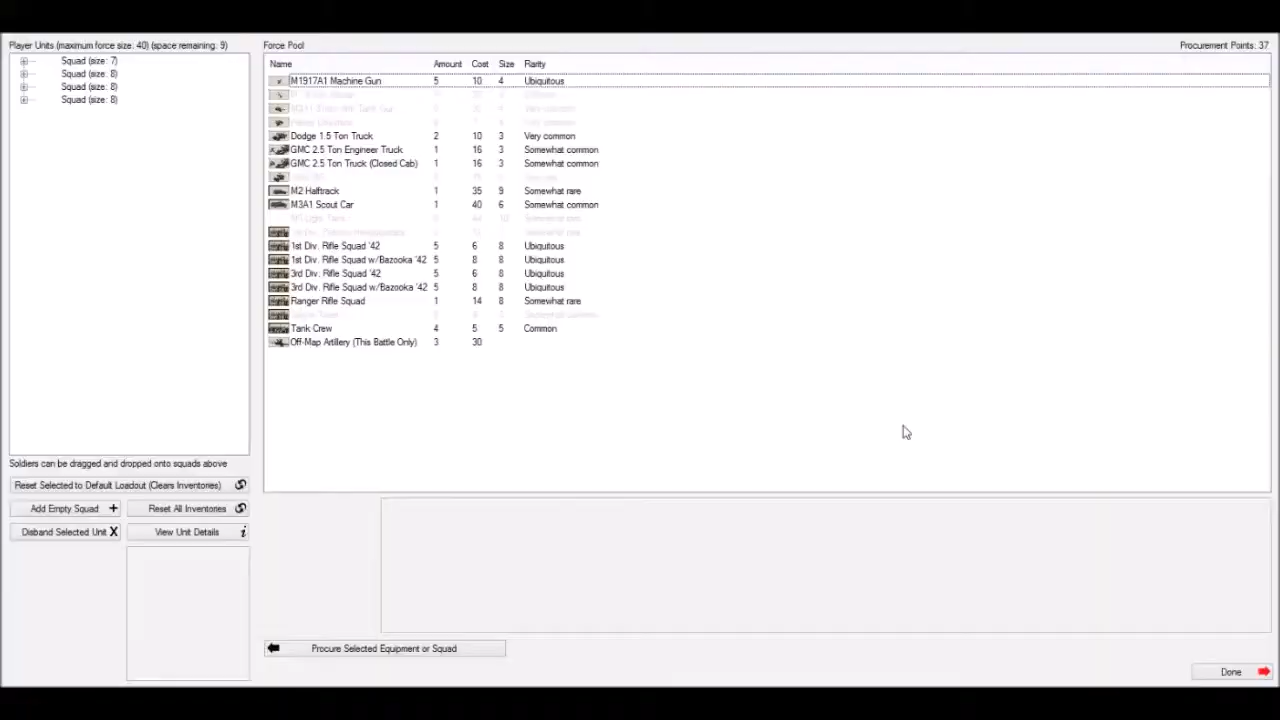 Player Units (maximum force size: 40) (space remaining: 9)
Squad (size: 7)
Squad (size: 8)
Squad (size: 8)
Squad (size: 8)
Soldiers can be dragged and dropped onto squads above
Reset Selected to Default Loadout (Clears Inventories)
Add Empty Squad
Reset All Inventories
Disband Selected Unit X
View Unit Details i
Force Pool
Procurement Points: 37
Name Amount Cost Size Rarity
M1917A1 Machine Gun 5 10 4 Ubiquitous
Dodge 1.5 Ton Truck 2 10 3 Very common
GMC 2.5 Ton Engineer Truck 1 16 3 Somewhat common
GMC 2.5 Ton Truck (Closed Cab) 1 16 3 Somewhat common
M2 Halftrack 1 35 9 Somewhat rare
M3A1 Scout Car 1 40 6 Somewhat common
1st Div. Rifle Squad '42 5 6 8 Ubiquitous
1st Div. Rifle Squad w/Bazooka '42 5 8 8 Ubiquitous
3rd Div. Rifle Squad '42 5 6 8 Ubiquitous
3rd Div. Rifle Squad w/Bazooka '42 5 8 8 Ubiquitous
Ranger Rifle Squad 1 14 8 Somewhat rare
Tank Crew 4 5 5 Common
Off-Map Artillery (This Battle Only) 3 30
Procure Selected Equipment or Squad
Done